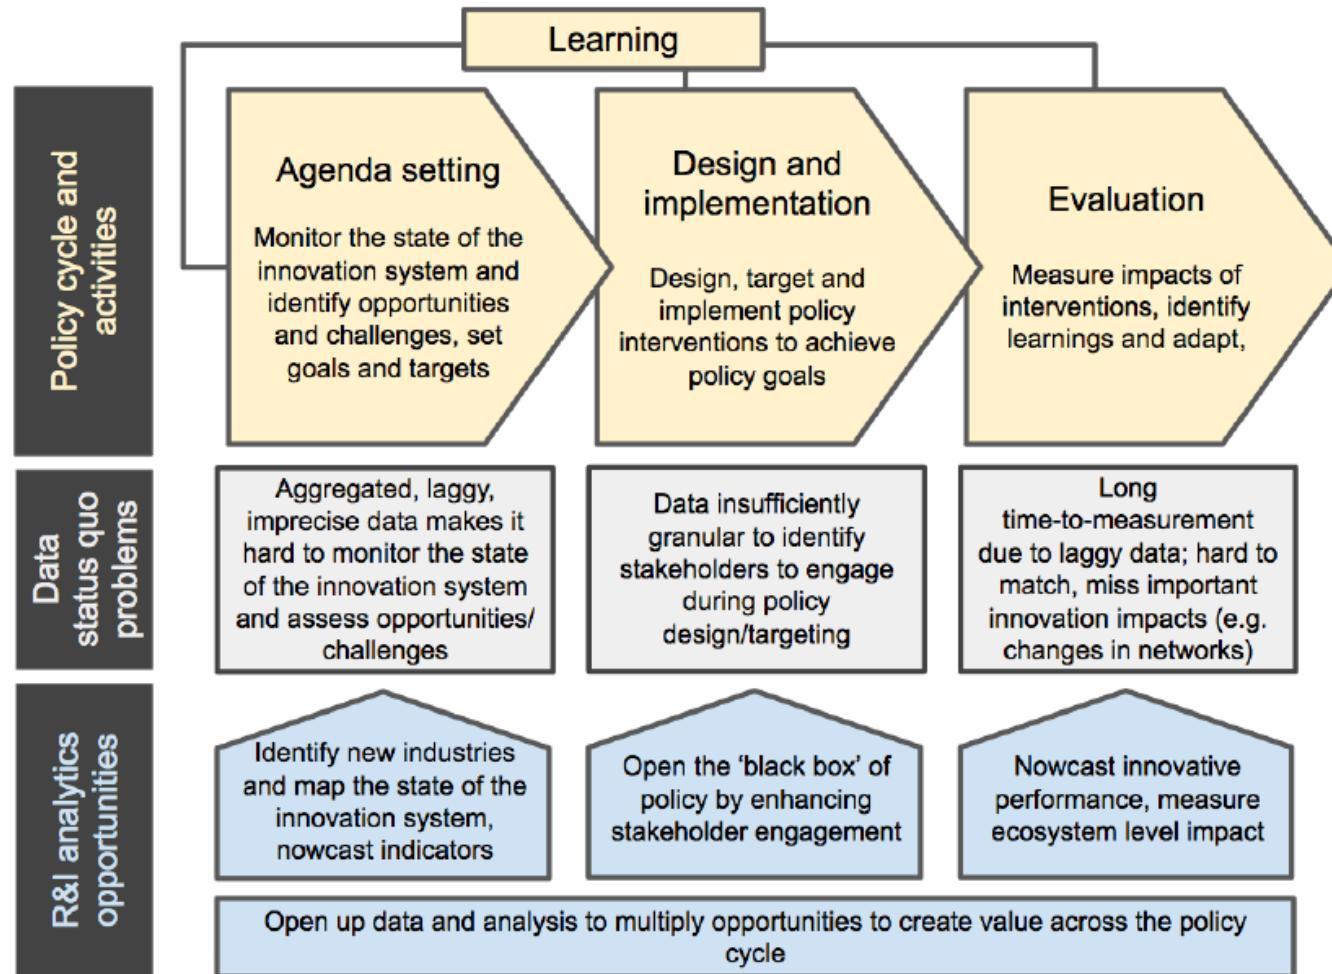 Learning
Policy cycle and
activities
Agenda setting
Monitor the state of the
innovation system and
identify opportunities
and challenges, set
goals and targets
Design and
implementation
Design, target and
implement policy
interventions to achieve
policy goals
Evaluation
Measure impacts of
interventions, identify
learnings and adapt,
Data
status quo
problems
Aggregated, laggy,
imprecise data makes it
hard to monitor the state
of the innovation system
and assess opportunities/
challenges
Data insufficiently
granular to identify
stakeholders to engage
during policy
design/targeting
Long
time-to-measurement
due to laggy data; hard to
match, miss important
innovation impacts (e.g.
changes in networks)
R&I analytics
opportunities
Identify new industries
and map the state of the
innovation system,
nowcast indicators
Open the ‘black box’ of
policy by enhancing
stakeholder engagement
Nowcast innovative
performance, measure
ecosystem level impact
Open up data and analysis to multiply opportunities to create value across the policy
cycle